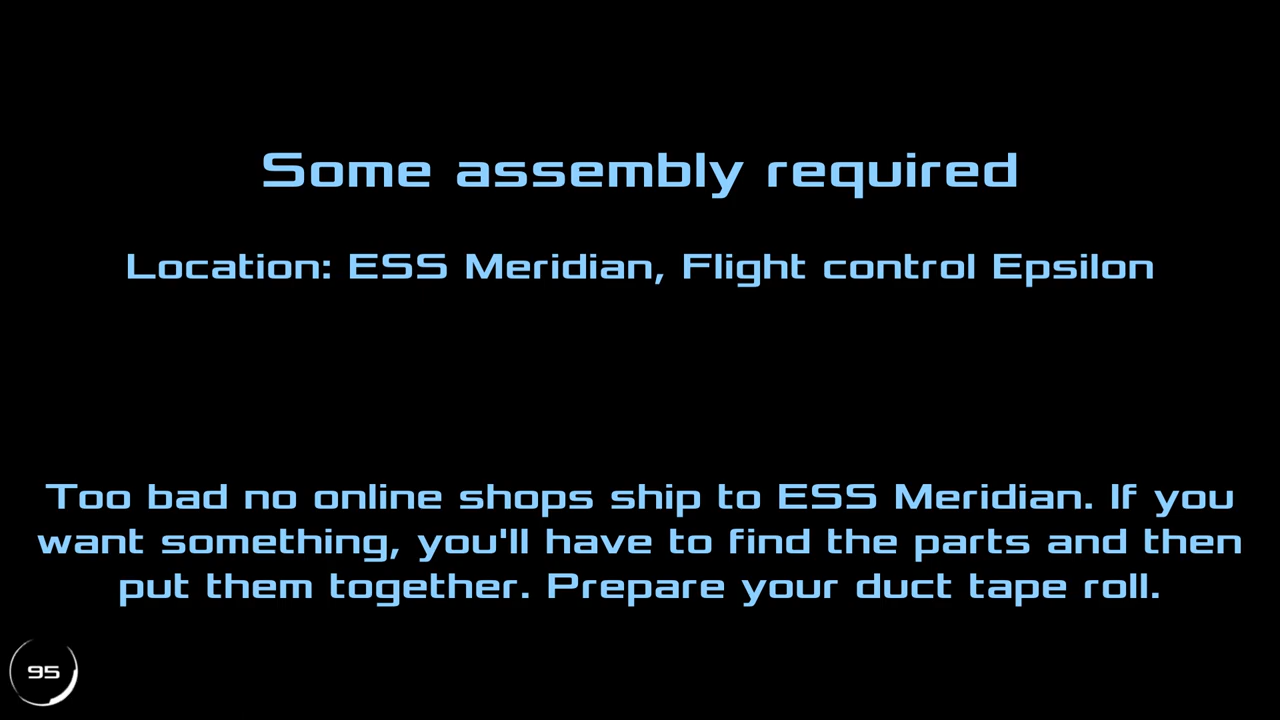 Some assembly required
Location: ESS Meridian, Flight control Epsilon
Too bad no online shops ship to ESS Meridian. If you
want something, you'll have to find the parts and then
put them together. Prepare your duct tape roll.
95